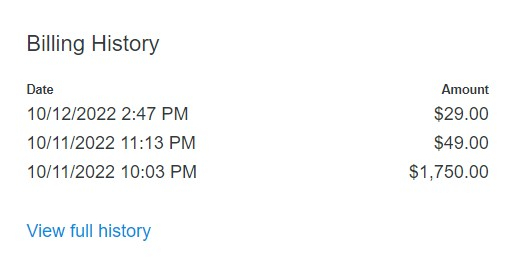 Billing History
Date Amount
10/12/2022 2:47 PM $29.00
10/11/2022 11:13 PM $49.00
10/11/2022 10:03 PM $1,750.00
View full history